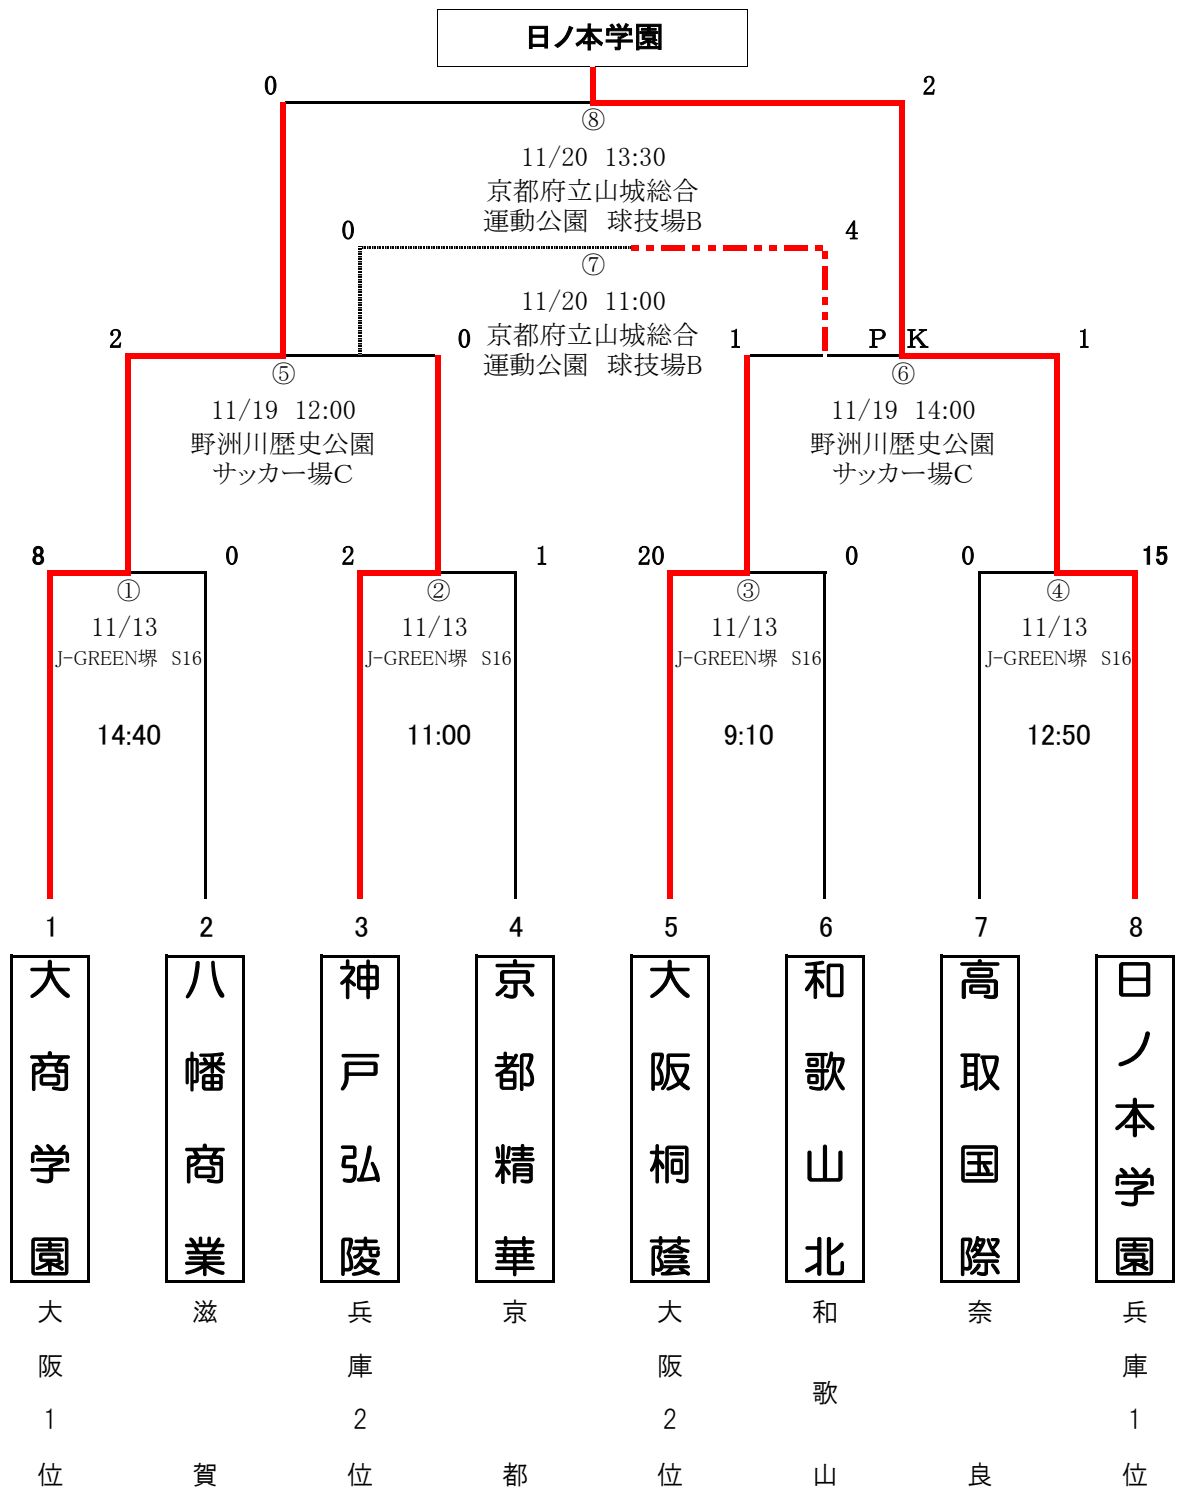 日ノ本学園
0
2
⑧
11/20 13:30
京都府立山城総合
運動公園 球技場B
0
4
⑦
11/20 11:00
京都府立山城総合
運動公園 球技場B
2
0
1
PK
1
⑤
11/19 12:00
野洲川歴史公園
サッカー場C
⑥
11/19 14:00
野洲川歴史公園
サッカー場C
8
0
2
1
20
0
0
15
①
11/13
J-GREEN堺 S16
14:40
②
11/13
J-GREEN堺 S16
11:00
③
11/13
J-GREEN堺 S16
9:10
④
11/13
J-GREEN堺 S16
12:50
1
2
3
4
5
6
7
8
大商学園
八幡商業
神戸弘陵
京都精華
大阪桐蔭
和歌山北
高取国際
日ノ本学園
大阪1位
滋賀
兵庫2位
京都
大阪2位
和歌山
奈良
兵庫1位